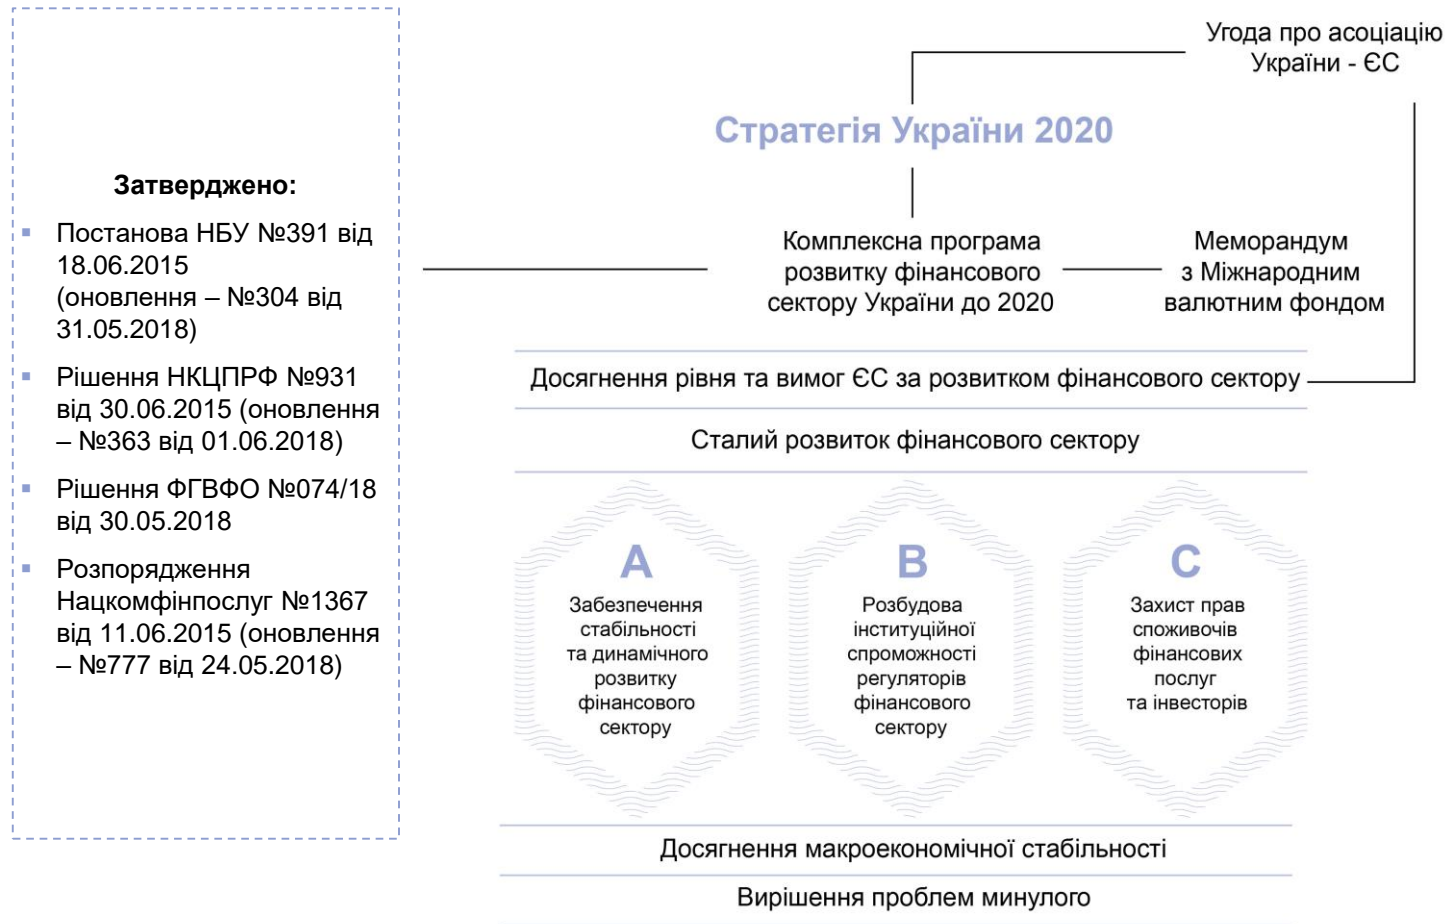 Затверджено:
Постанова НБУ №391 від
18.06.2015
(оновлення – №304 від
31.05.2018)
Рішення НКЦПРФ №931
від 30.06.2015 (оновлення
– №363 від 01.06.2018)
Рішення ФГВФО №074/18
від 30.05.2018
Розпорядження
Нацкомфінпослуг №1367
від 11.06.2015 (оновлення
– №777 від 24.05.2018)
Угода про асоціацію
України - ЄС
Стратегія України 2020
Комплексна програма
розвитку фінансового
сектору України до 2020
Меморандум
з Міжнародним
валютним фондом
Досягнення рівня та вимог ЄС за розвитком фінансового сектору
Сталий розвиток фінансового сектору
A
Забезпечення
стабільності
та динамічного
розвитку
фінансового
сектору
B
Розбудова
інституційної
спроможності
регуляторів
фінансового
сектору
C
Захист прав
споживочів
фінансових
послуг
та інвесторів
Досягнення макроекономічної стабільності
Вирішення проблем минулого